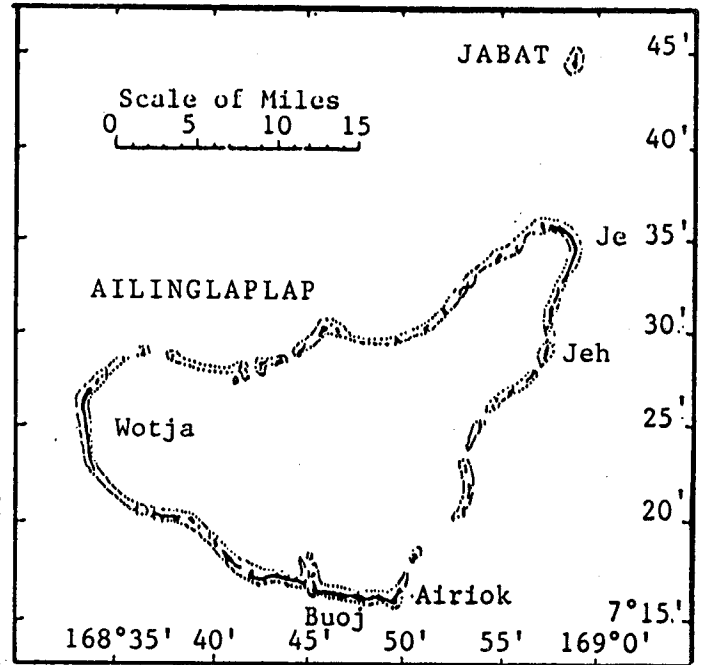 JABAT
45'
Scale of Miles
0 5 10 15
40'
Je
35'
AILINGLAPLAP
30'
Jeh
25'
Wotja
20'
Airiok
Buoj
7°15'
168°35' 40' 45' 50' 55' 169°0'